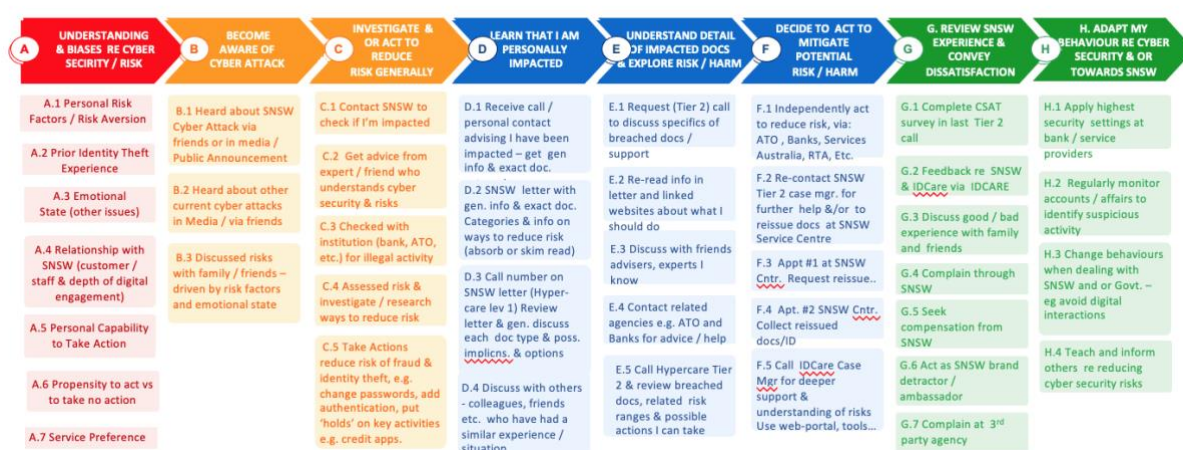 A
UNDERSTANDING
& BIASES RE CYBER
SECIRITY / RISK
A.1 Personal Risk
Factors / Risk Aversion
A.2 Prior Identity Theft
Experience
A.3 Emotional
State (other issues)
A.4 Relationship with
SNSW (customer /
staff & depth of digital
engagement)
A.5 Personal Capability
to Take Action
A.6 Propensity to act vs
to take no action
A.7 Service Preference
B
BECOME
AWARE OF
CYBER ATTACK
B.1 Heard about SNSW
Cyber Attack via
friends or in media /
Public Announcement
B.2 Heard about other
current cyber attacks
in Media / via friends
B.3 Discussed risks
with family / friends –
driven by risk factors
and emotional state
C
INVESTIGATE &
OR ACT TO
REDUCE
RISK GENERALLY
C.1 Contact SNSW to
check if I'm impacted
C.2 Get advice from
expert / friend who
understands cyber
security & risks
C.3 Checked with
institution (bank, ATO,
etc.) for illegal activity
C.4 Assessed risk &
investigate / research
ways to reduce risk
C.5 Take Actions
reduce risk of fraud &
identity theft, e.g.
change passwords, add
authentication, put
'holds' on key activities
e.g. credit apps.
D
LEARN THAT I AM
PERSONALLY
IMPACTED
D.1 Receive call /
personal contact
advising I have been
impacted – get gen
info & exact doc.
D.2 SNSW letter with
gen. info & exact doc.
Categories & info on
ways to reduce risk
(absorb or skim read)
D.3 Call number on
SNSW letter (Hyper-
care lev 1) Review
letter & gen. discuss
each doc type & poss.
implicns. & options
D.4 Discuss with others
- colleagues, friends
etc. who have had a
similar experience /
situation
E
UNDERSTAND DETAIL
OF IMPACTED DOCS
& EXPLORE RISK / HARM
E.1 Request (Tier 2) call
to discuss specifics of
breached docs /
support
E.2 Re-read info in
letter and linked
websites about what I
should do
E.3 Discuss with friends
advisers, experts I
know
E.4 Contact related
agencies e.g. ATO and
Banks for advice / help
E.5 Call Hypercare Tier
2 & review breached
docs, related risk
ranges & possible
actions I can take
F
DECIDE TO ACT TO
MITIGATE
POTENTIAL
RISK / HARM
F.1 Independently act
to reduce risk, via:
ATO , Banks, Services
Australia, RTA, Etc.
F.2 Re-contact SNSW
Tier 2 case mgr. for
further help &/or to
reissue docs at SNSW
Service Centre
F.3 Appt #1 at SNSW
Cntr. Request reissue..
F.4 Apt. #2 SNSW Cntr.
Collect reissued
docs/ID
F.5 Call IDCare Case
Mgr for deeper
support &
understanding of risks
Use web-portal, tools...
G
G. REVIEW SNSW
EXPERIENCE &
CONVEY
DISSATISFACTION
G.1 Complete CSAT
survey in last Tier 2
call
G.2 Feedback re SNSW
& IDCare via IDCARE
G.3 Discuss good / bad
experience with family
and friends
G.4 Complain through
SNSW
G.5 Seek
compensation from
SNSW
G.6 Act as SNSW brand
detractor /
ambassador
G.7 Complain at 3rd
party agency
H
H. ADAPT MY
BEHAVIOUR RE CYBER
SECURITY & OR
TOWARDS SNSW
H.1 Apply highest
security settings at
bank / service
providers
H.2 Regularly monitor
accounts / affairs to
identify suspicious
activity
H.3 Change behaviours
when dealing with
SNSW and or Govt. –
eg avoid digital
interactions
H.4 Teach and inform
others re reducing
cyber security risks